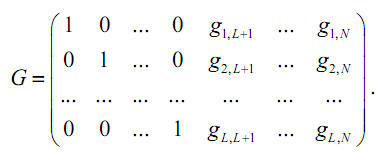 G = ( 1 0 ... 0 g1,L+1 ... g1,N
0 1 ... 0 g2,L+1 ... g2,N
... ... ... ... ... ... ...
0 0 ... 1 gL,L+1 ... gL,N ) .